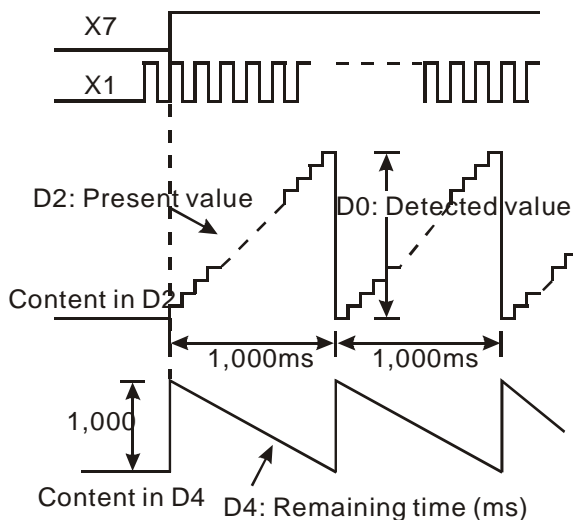 X7
X1
D2: Present value
D0: Detected value
Content in D2
1,000ms
1,000ms
1,000
Content in D4
D4: Remaining time (ms)